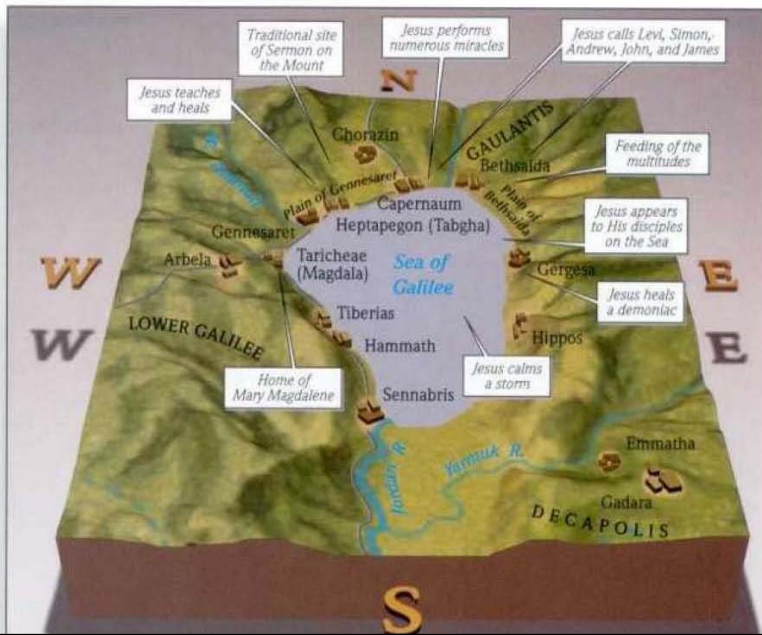 Traditional site
of Sermon on
the Mount
Jesus performs
numerous miracles
Jesus calls Levi, Simon,
Andrew, John, and James
Jesus teaches
and heals
N
Chorazin
GAULANTIS
Bethsaida
Feeding of the
multitudes
Plain of Gennesaret
Plain of
Bethsaida
Capernaum
Heptapegon (Tabgha)
Gennesaret
Jesus appears
to His disciples
on the Sea
W
Arbela
Taricheae
(Magdala)
Sea of
Galilee
Gergesa
E
Jesus heals
a demoniac
W
LOWER GALILEE
Tiberias
Hammath
Hippos
E
Home of
Mary Magdalene
Jesus calms
a storm
Sennabris
Jordan R.
Yarmuk R.
Emmatha
Gadara
DECAPOLIS
S